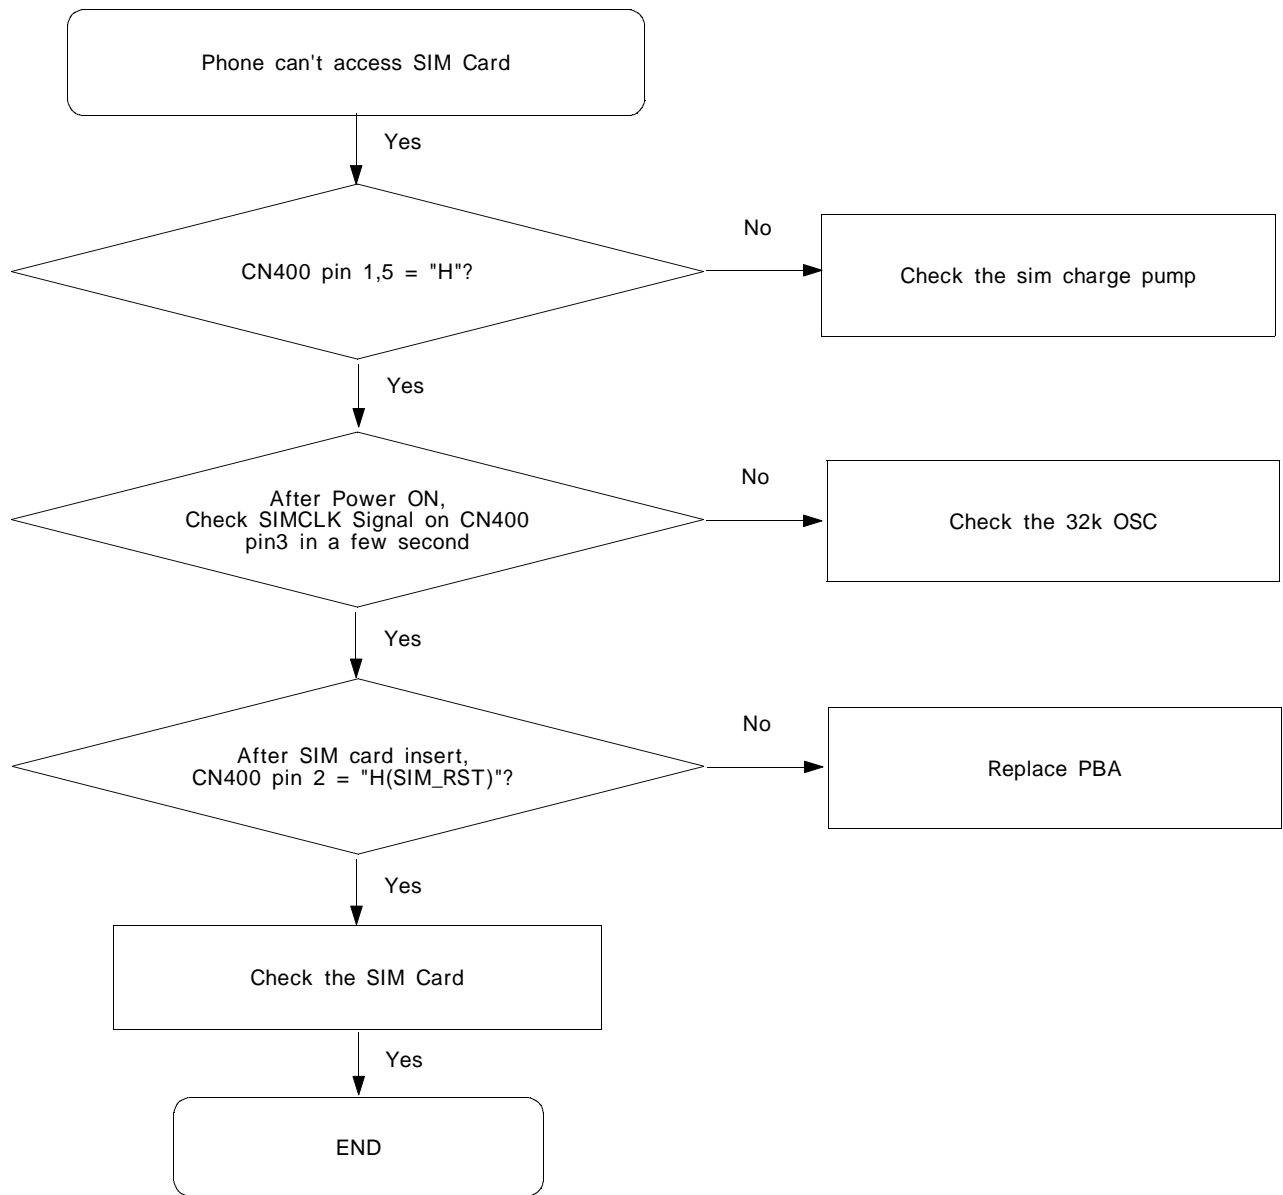 Phone can't access SIM Card
Yes
CN400 pin 1,5 = "H"?
No
Check the sim charge pump
Yes
After Power ON,
Check SIMCLK Signal on CN400
pin3 in a few second
No
Check the 32k OSC
Yes
After SIM card insert,
CN400 pin 2 = "H(SIM_RST)"?
No
Replace PBA
Yes
Check the SIM Card
Yes
END